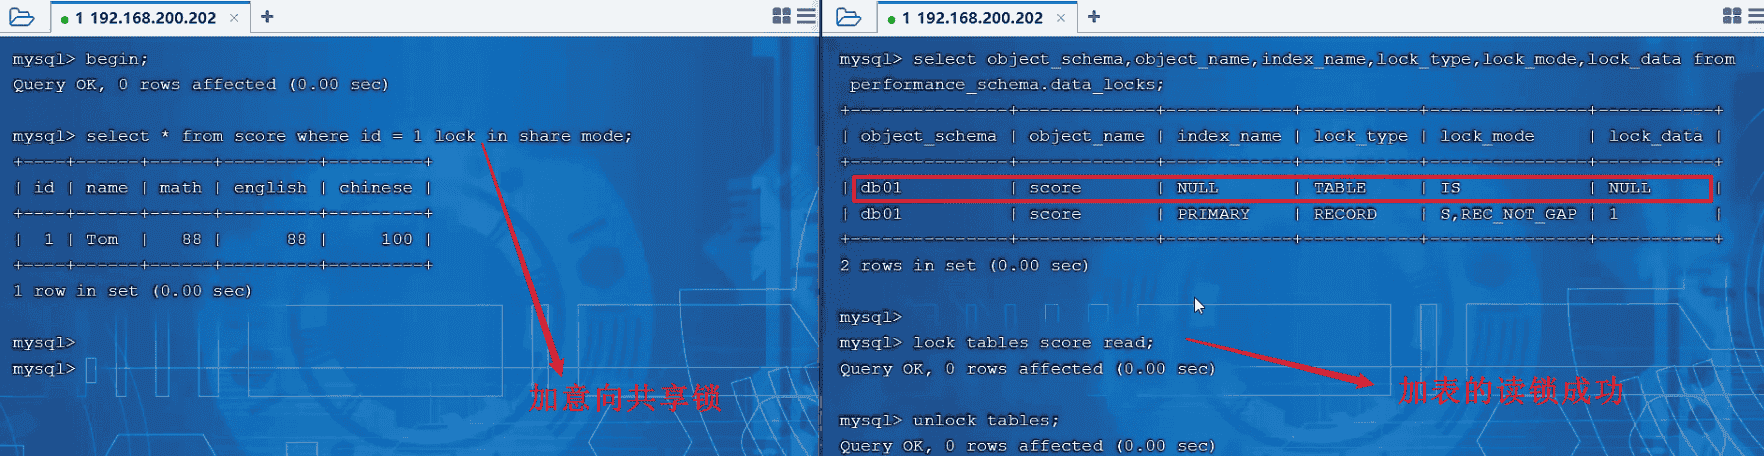 1 192.168.200.202 × +
mysql> begin;
Query OK, 0 rows affected (0.00 sec)
mysql> select * from score where id = 1 lock in share mode;
+----+------+------+---------+---------+
| id | name | math | english | chinese |
+----+------+------+---------+---------+
| 1 | Tom | 88 | 88 | 100 |
+----+------+------+---------+---------+
1 row in set (0.00 sec)
mysql>
mysql>
加意向共享锁
1 192.168.200.202 × +
mysql> select object_schema,object_name,index_name,lock_type,lock_mode,lock_data from
performance_schema.data_locks;
+---------------+-------------+------------+-----------+---------------+-----------+
| object_schema | object_name | index_name | lock_type | lock_mode | lock_data |
+---------------+-------------+------------+-----------+---------------+-----------+
| db01 | score | NULL | TABLE | IS | NULL |
| db01 | score | PRIMARY | RECORD | S,REC_NOT_GAP | 1 |
+---------------+-------------+------------+-----------+---------------+-----------+
2 rows in set (0.00 sec)
mysql>
mysql> lock tables score read;
Query OK, 0 rows affected (0.00 sec)
加表的读锁成功
mysql> unlock tables;
Query OK, 0 rows affected (0.00 sec)